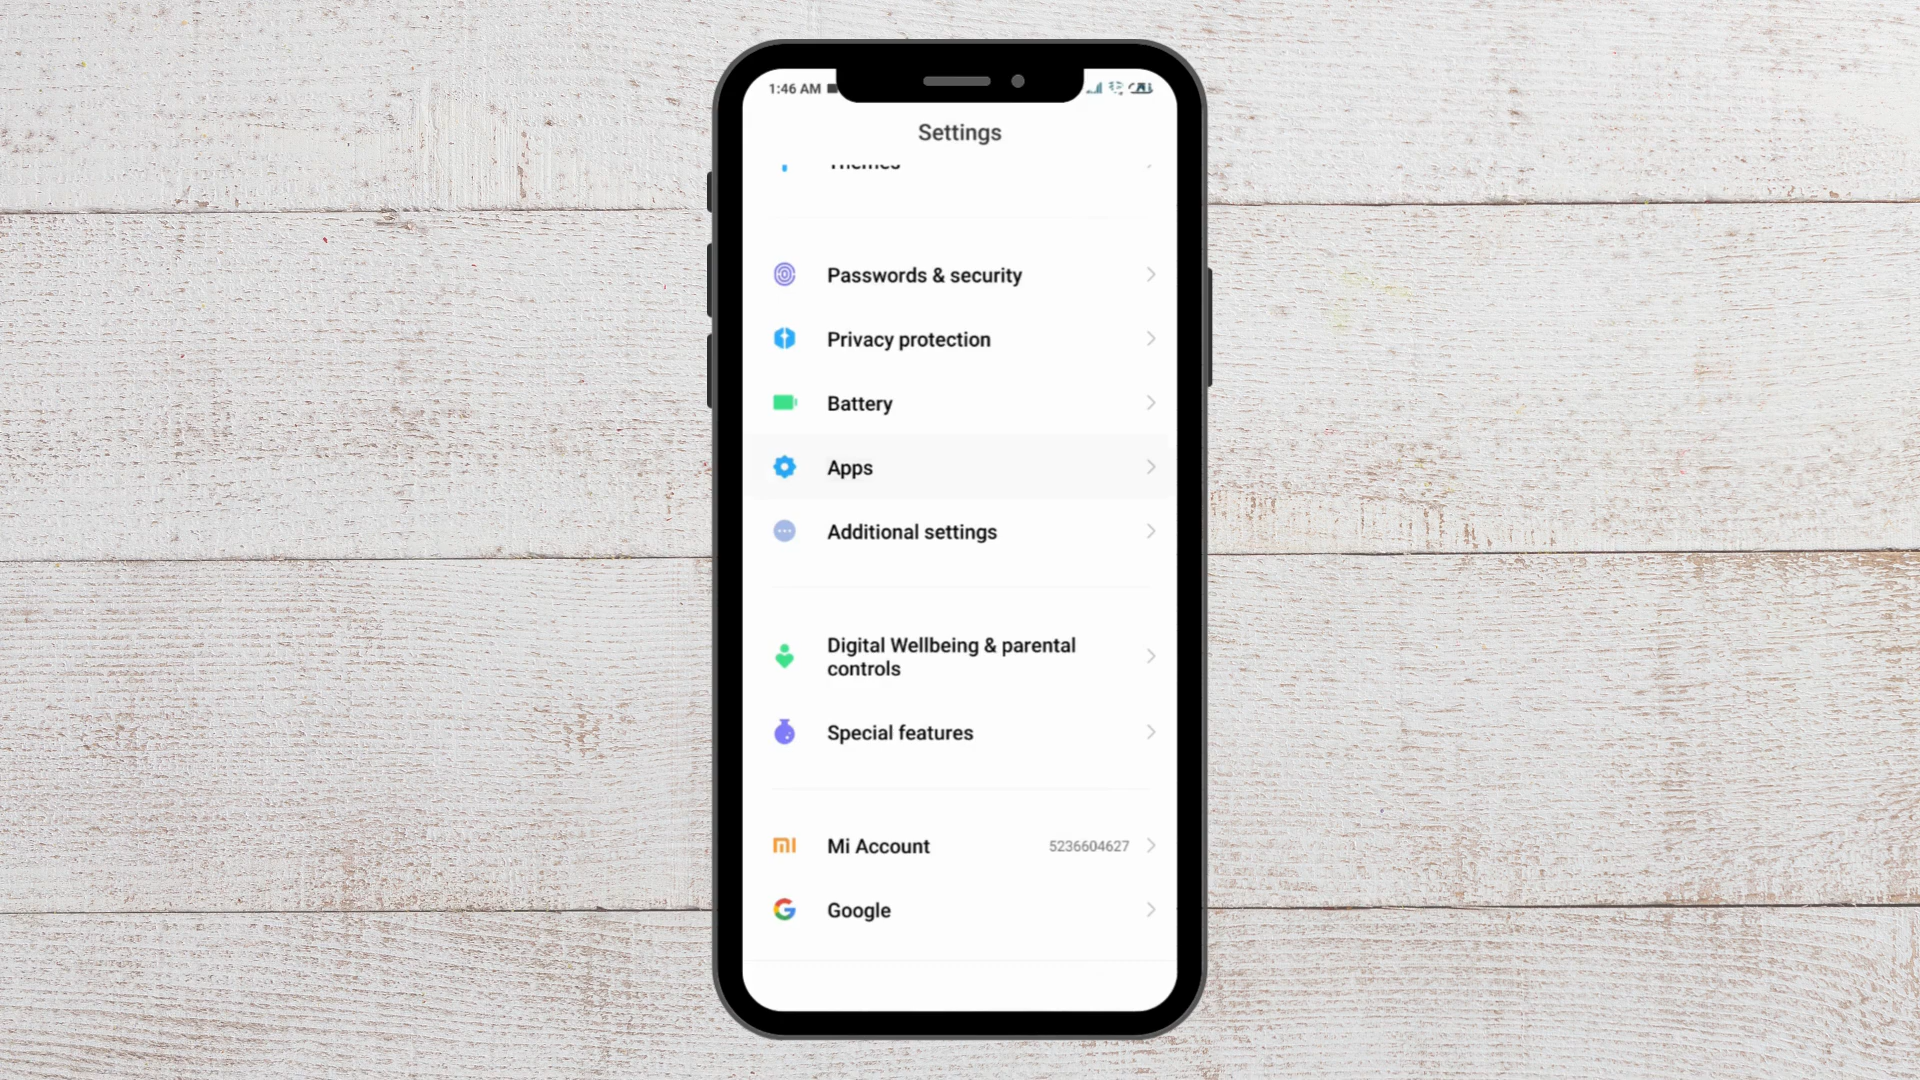 1:46 AM
Settings
Themes
Passwords & security
Privacy protection
Battery
Apps
Additional settings
Digital Wellbeing & parental
controls
Special features
Mi Account 5236604627
Google